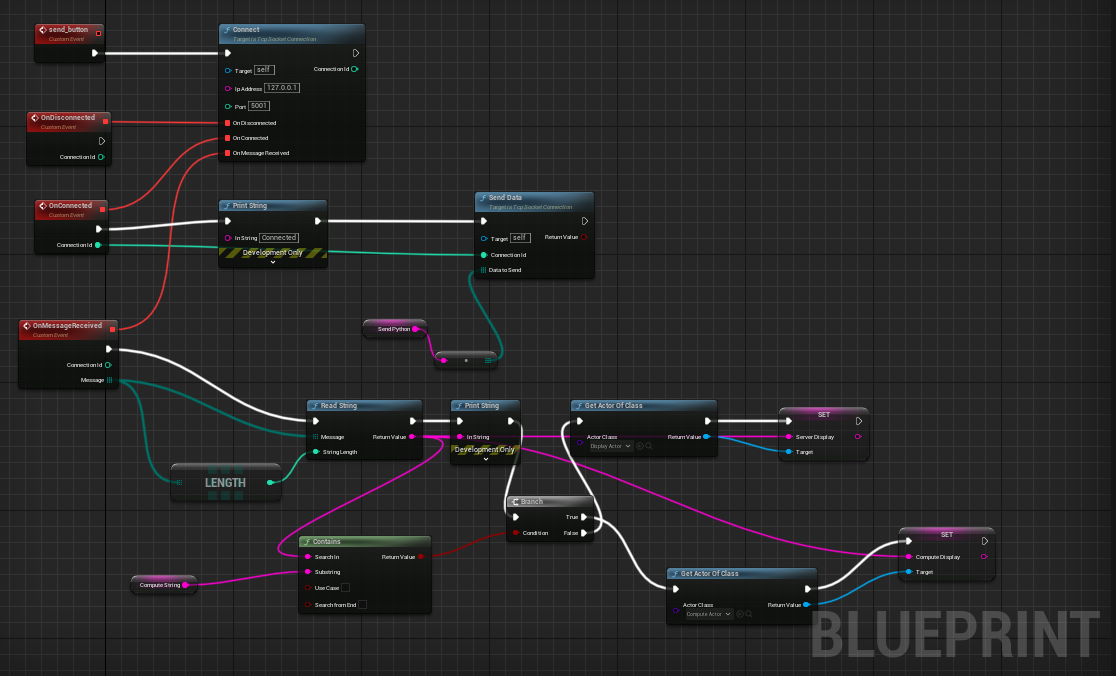 send_button
Custom Event
Connect
Target is Tcp Socket Connection
Target self
Connection Id
Ip Address 127.0.0.1
Port 5001
OnDisconnected
Custom Event
On Disconnected
On Connected
On Message Received
Connection Id
OnConnected
Custom Event
Connection Id
Print String
In String Connected
Development Only
Send Data
Target is Tcp Socket Connection
Target self
Return Value
Connection Id
Data to Send
OnMessageReceived
Custom Event
Connection Id
Message
Send Python
Read String
Message
Return Value
String Length
Print String
In String
Development Only
Get Actor Of Class
Actor Class
Display Actor
Return Value
SET
Server Display
Target
LENGTH
Branch
True
Condition
False
Contains
Search In
Return Value
Substring
Use Case
Search from End
Compute String
Get Actor Of Class
Actor Class
Compute Actor
Return Value
SET
Compute Display
Target
BLUEPRINT